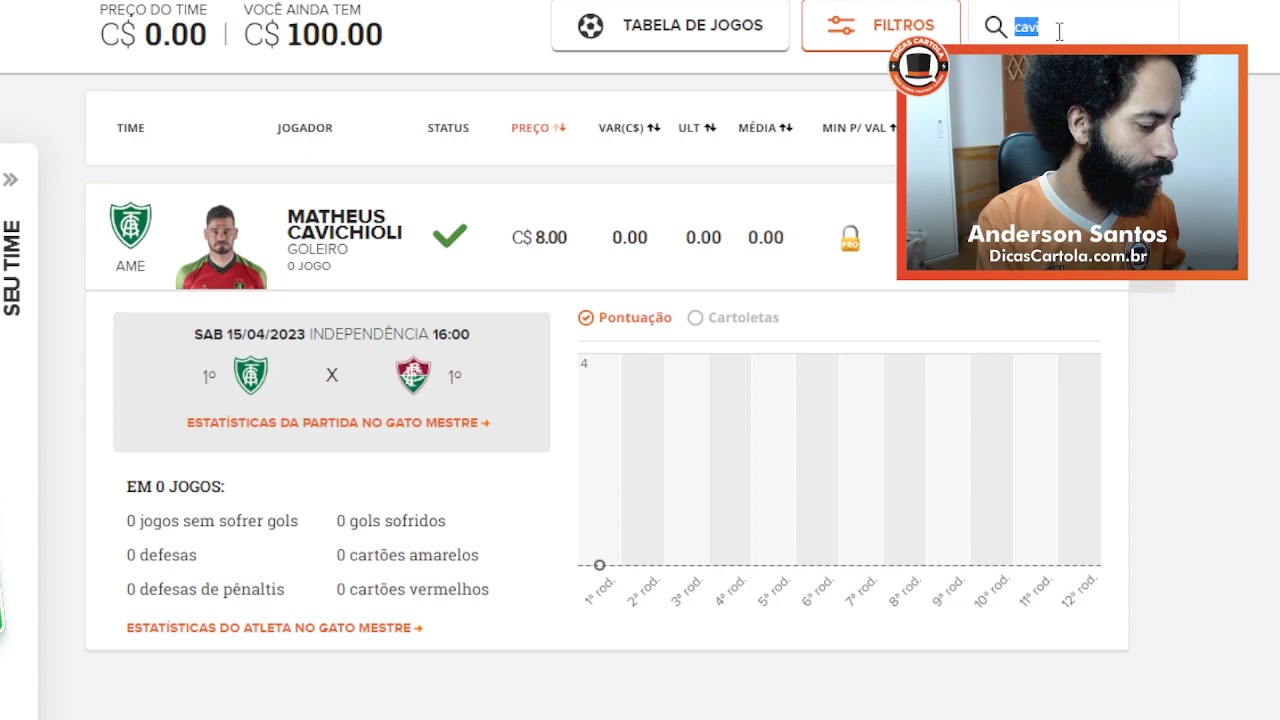 PREÇO DO TIME
C$ 0.00
VOCÊ AINDA TEM
C$ 100.00
TABELA DE JOGOS
FILTROS
cavi
DICAS CARTOLA
TIME
JOGADOR
STATUS
PREÇO
VAR(C$)
ULT
MÉDIA
MIN P/ VAL
SEU TIME
AME
MATHEUS
CAVICHIOLI
GOLEIRO
0 JOGO
C$ 8.00
0.00
0.00
0.00
PRO
Anderson Santos
DicasCartola.com.br
SAB 15/04/2023 INDEPENDÊNCIA 16:00
1º X 1º
ESTATÍSTICAS DA PARTIDA NO GATO MESTRE
EM 0 JOGOS:
0 jogos sem sofrer gols
0 gols sofridos
0 defesas
0 cartões amarelos
0 defesas de pênaltis
0 cartões vermelhos
ESTATÍSTICAS DO ATLETA NO GATO MESTRE
Pontuação
Cartoletas
4
1ª rod.
2ª rod.
3ª rod.
4ª rod.
5ª rod.
6ª rod.
7ª rod.
8ª rod.
9ª rod.
10ª rod.
11ª rod.
12ª rod.